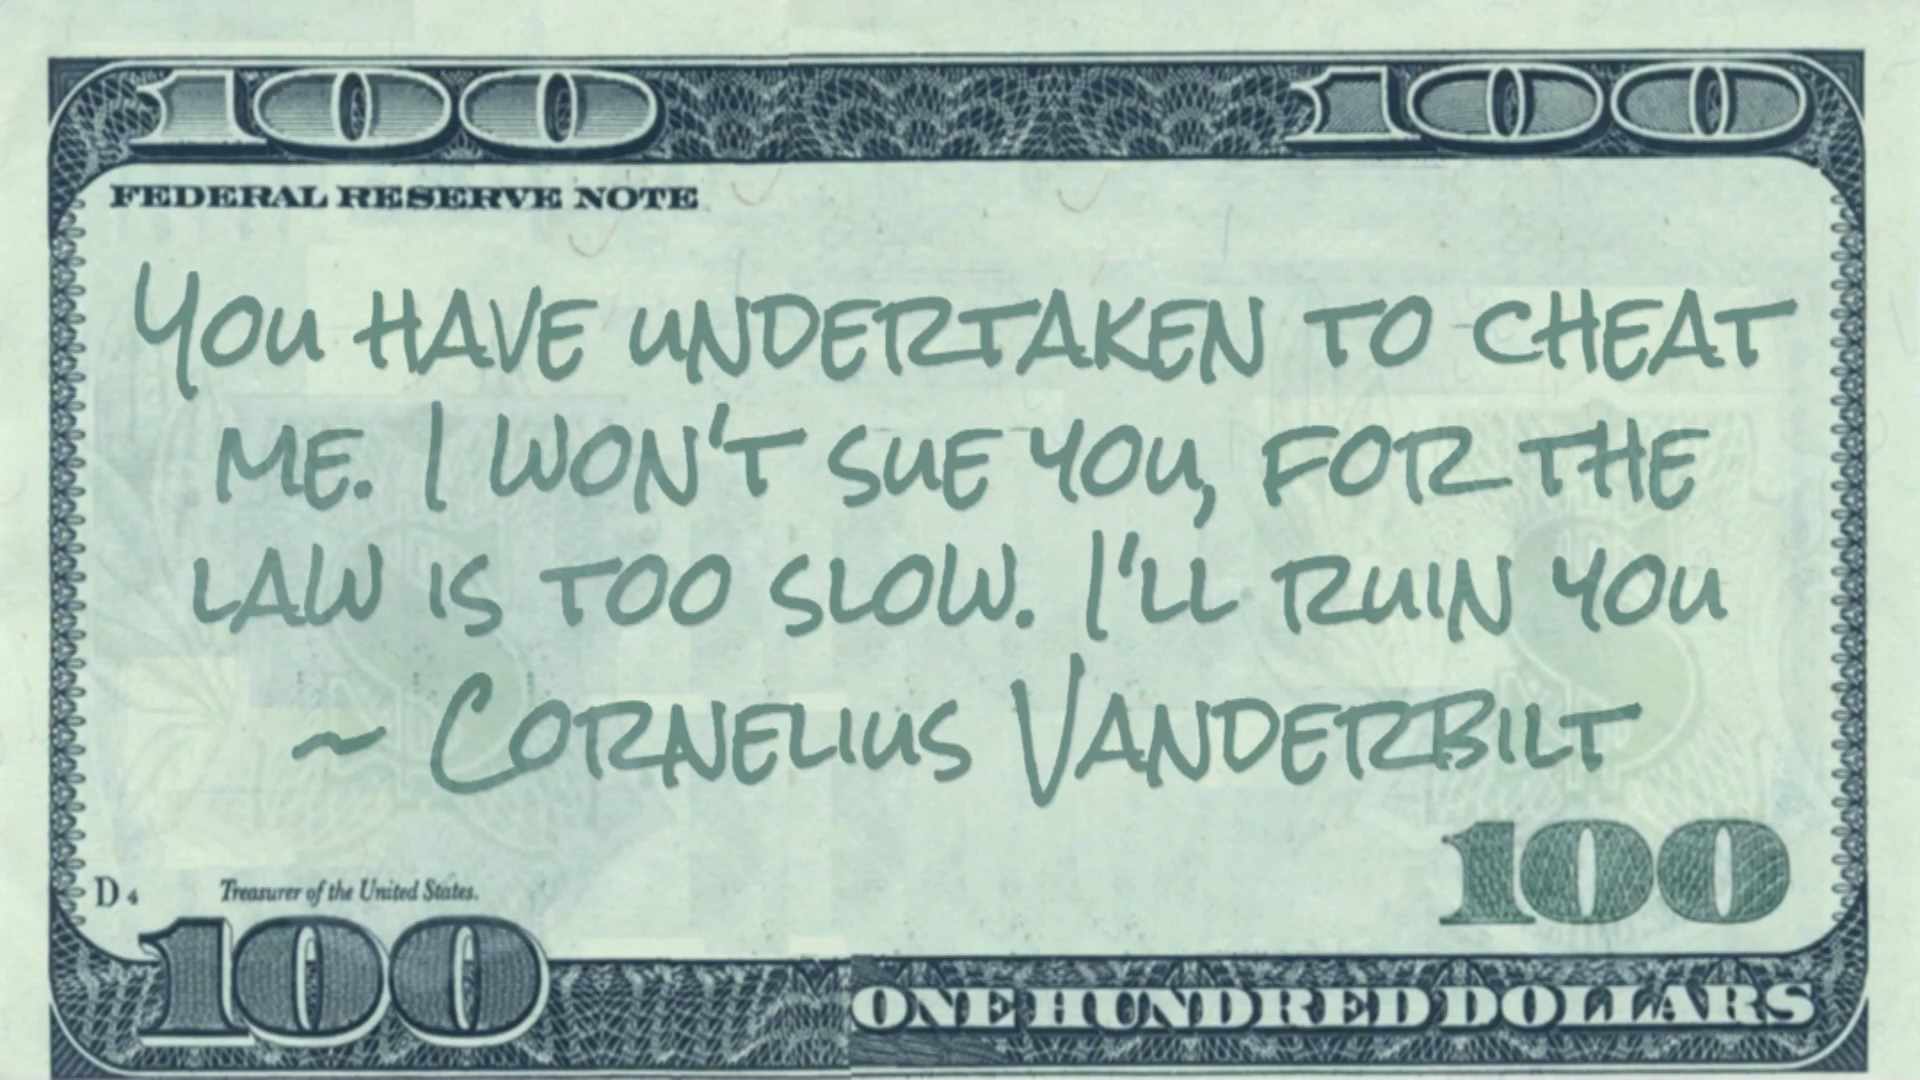 100 100
FEDERAL RESERVE NOTE
You have undertaken to cheat
me. I won't sue you, for the
law is too slow. I'll ruin you
~ Cornelius Vanderbilt
100
D 4 Treasurer of the United States.
100
ONE HUNDRED DOLLARS